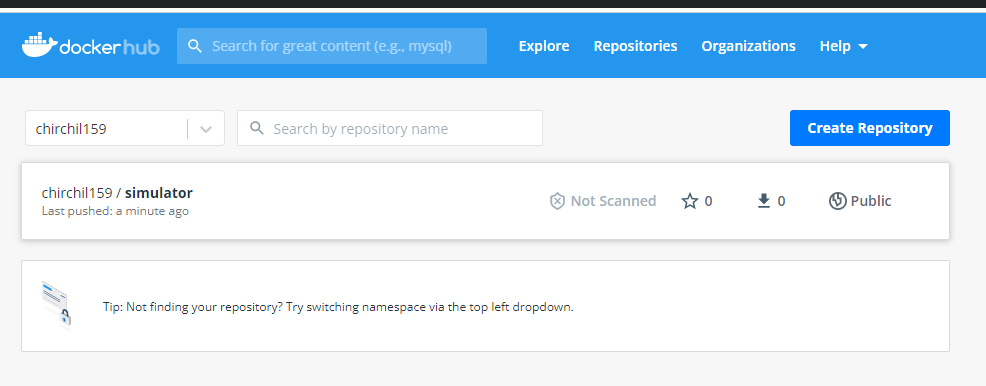 dockerhub
Search for great content (e.g., mysql)
Explore
Repositories
Organizations
Help
chirchil159
Search by repository name
Create Repository
chirchil159 / simulator
Last pushed: a minute ago
Not Scanned
0
0
Public
Tip: Not finding your repository? Try switching namespace via the top left dropdown.